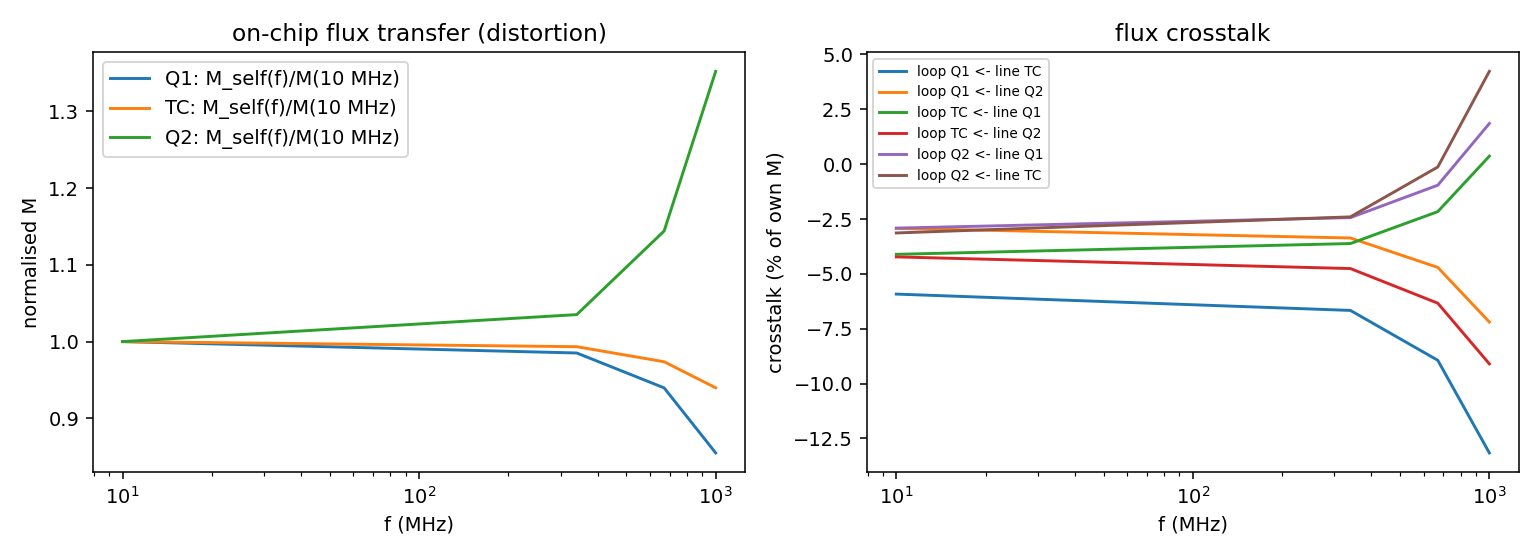 on-chip flux transfer (distortion)
Q1: M_self(f)/M(10 MHz)
TC: M_self(f)/M(10 MHz)
Q2: M_self(f)/M(10 MHz)
normalised M
1.3
1.2
1.1
1.0
0.9
10¹
10²
10³
f (MHz)
flux crosstalk
loop Q1 <- line TC
loop Q1 <- line Q2
loop TC <- line Q1
loop TC <- line Q2
loop Q2 <- line Q1
loop Q2 <- line TC
crosstalk (% of own M)
5.0
2.5
0.0
−2.5
−5.0
−7.5
−10.0
−12.5
10¹
10²
10³
f (MHz)